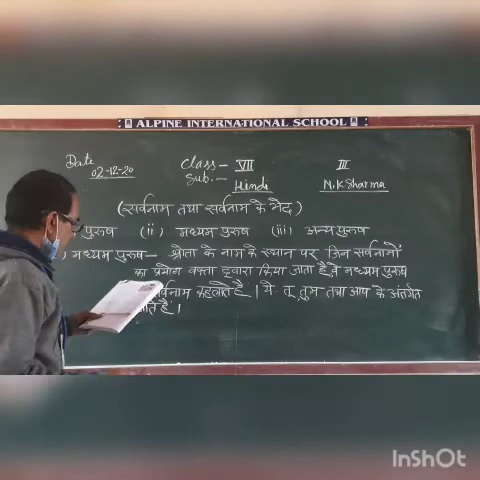 ALPINE INTERNATIONAL SCHOOL
Date
02-12-20
Class- VII III
Sub.- Hindi N.K Sharma
(सर्वनाम तथा सर्वनाम के भेद)
पुरुष (ii) मध्यम पुरुष (iii) अन्य पुरुष
) मध्यम पुरुष- श्रोता के नाम के स्थान पर जिन सर्वनामों
का प्रयोग वक्ता द्वारा किया जाता है, वे मध्यम पुरुष
सर्वनाम कहलाते है। ये तू, तुम तथा आप के अंतर्गत
आते हैं।
InShOt